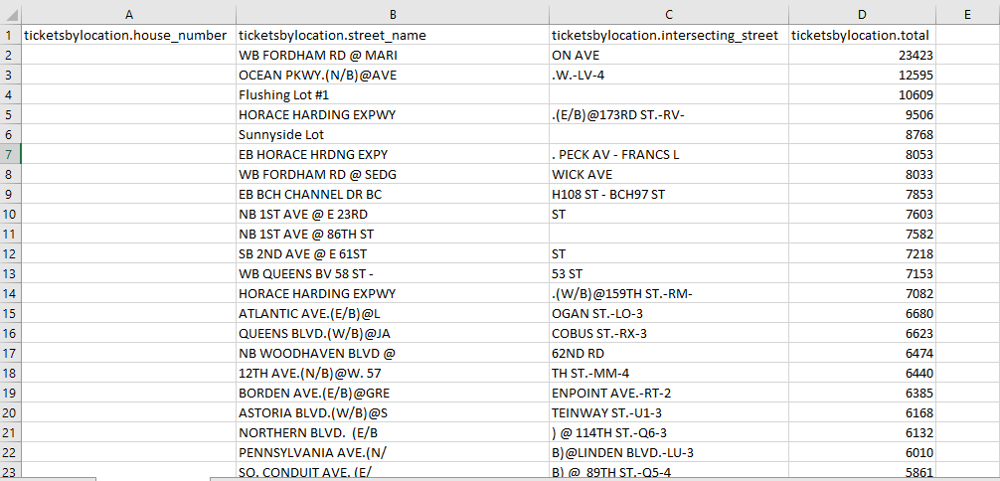 A B C D E
1 ticketsbylocation.house_number ticketsbylocation.street_name ticketsbylocation.intersecting_street ticketsbylocation.total
2 WB FORDHAM RD @ MARI ON AVE 23423
3 OCEAN PKWY.(N/B)@AVE .W.-LV-4 12595
4 Flushing Lot #1 10609
5 HORACE HARDING EXPWY .(E/B)@173RD ST.-RV- 9506
6 Sunnyside Lot 8768
7 EB HORACE HRDNG EXPY . PECK AV - FRANCS L 8053
8 WB FORDHAM RD @ SEDG WICK AVE 8033
9 EB BCH CHANNEL DR BC H108 ST - BCH97 ST 7853
10 NB 1ST AVE @ E 23RD ST 7603
11 NB 1ST AVE @ 86TH ST 7582
12 SB 2ND AVE @ E 61ST ST 7218
13 WB QUEENS BV 58 ST - 53 ST 7153
14 HORACE HARDING EXPWY .(W/B)@159TH ST.-RM- 7082
15 ATLANTIC AVE.(E/B)@L OGAN ST.-LO-3 6680
16 QUEENS BLVD.(W/B)@JA COBUS ST.-RX-3 6623
17 NB WOODHAVEN BLVD @ 62ND RD 6474
18 12TH AVE.(N/B)@W. 57 TH ST.-MM-4 6440
19 BORDEN AVE.(E/B)@GRE ENPOINT AVE.-RT-2 6385
20 ASTORIA BLVD.(W/B)@S TEINWAY ST.-U1-3 6168
21 NORTHERN BLVD. (E/B ) @ 114TH ST.-Q6-3 6132
22 PENNSYLVANIA AVE.(N/ B)@LINDEN BLVD.-LU-3 6010
23 SO. CONDUIT AVE. (E/ B) @ 89TH ST.-Q5-4 5861